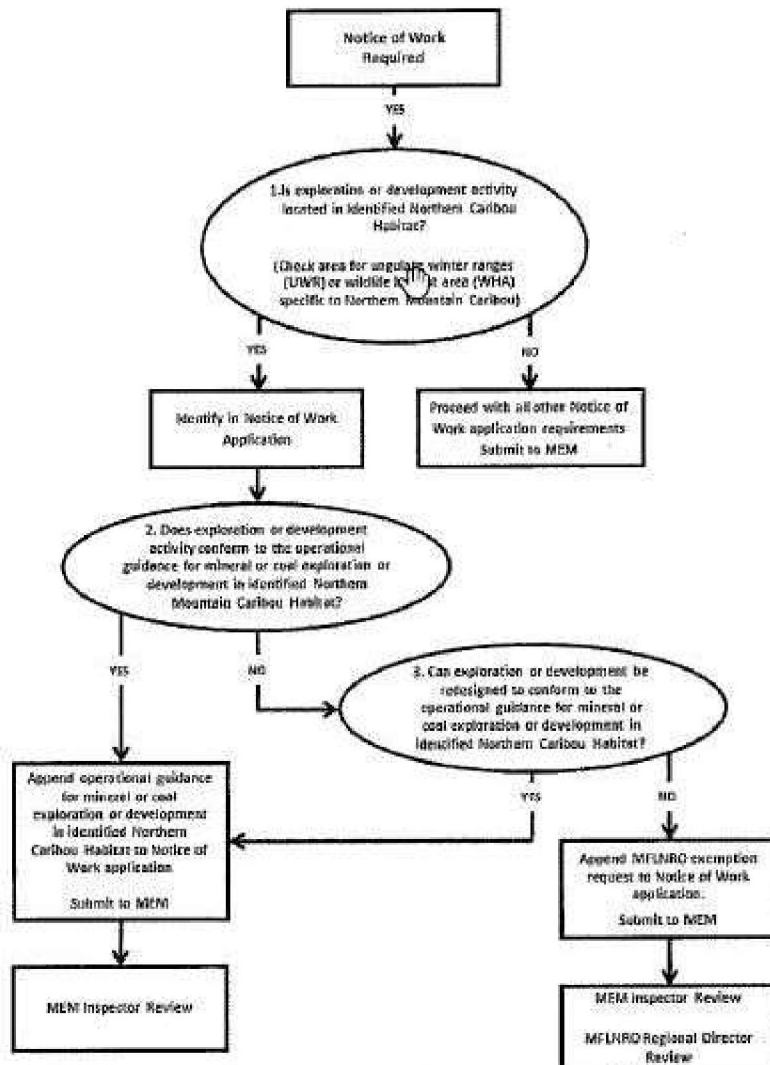 Notice of Work
Required
YES
1.Is exploration or development activity
located in Identified Northern Caribou
Habitat?
(Check area for ungulate winter ranges
(UWR) or wildlife area (WHA)
specific to Northern Mountain Caribou)
YES
NO
Identify in Notice of Work
Application
Proceed with all other Notice of
Work application requirements
Submit to MEM
2. Does exploration or development
activity conform to the operational
guidance for mineral or coal exploration or
development in identified Northern
Mountain Caribou Habitat?
YES
NO
3. Can exploration or development be
redesigned to conform to the
operational guidance for mineral or
coal exploration or development in
Identified Northern Caribou Habitat?
YES
NO
Append operational guidance
for mineral or coal
exploration or development
in identified Northern
Caribou Habitat to Notice of
Work application
Submit to MEM
Append MFLNRO exemption
request to Notice of Work
application.
Submit to MEM
MEM Inspector Review
MEM Inspector Review
MFLNRO Regional Director
Review